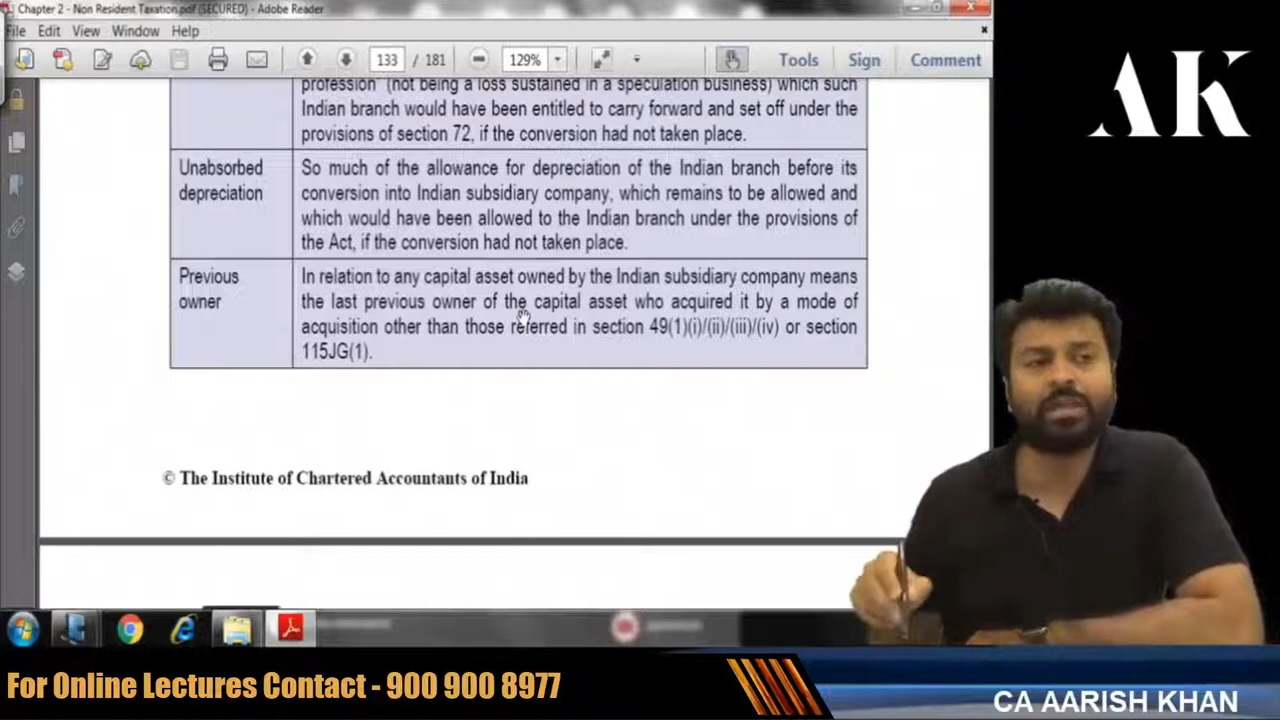 Chapter 2 - Non Resident Taxation.pdf (SECURED) - Adobe Reader
File Edit View Window Help
133 / 181 129% Tools Sign Comment
AK
profession" (not being a loss sustained in a speculation business) which such
Indian branch would have been entitled to carry forward and set off under the
provisions of section 72, if the conversion had not taken place.
Unabsorbed
depreciation
So much of the allowance for depreciation of the Indian branch before its
conversion into Indian subsidiary company, which remains to be allowed and
which would have been allowed to the Indian branch under the provisions of
the Act, if the conversion had not taken place.
Previous
owner
In relation to any capital asset owned by the Indian subsidiary company means
the last previous owner of the capital asset who acquired it by a mode of
acquisition other than those referred in section 49(1)(i)/(ii)/(iii)/(iv) or section
115JG(1).
© The Institute of Chartered Accountants of India
For Online Lectures Contact - 900 900 8977
CA AARISH KHAN